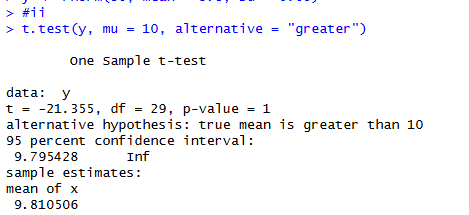 > #ii
> t.test(y, mu = 10, alternative = "greater")
One Sample t-test
data: y
t = -21.355, df = 29, p-value = 1
alternative hypothesis: true mean is greater than 10
95 percent confidence interval:
9.795428 Inf
sample estimates:
mean of x
9.810506